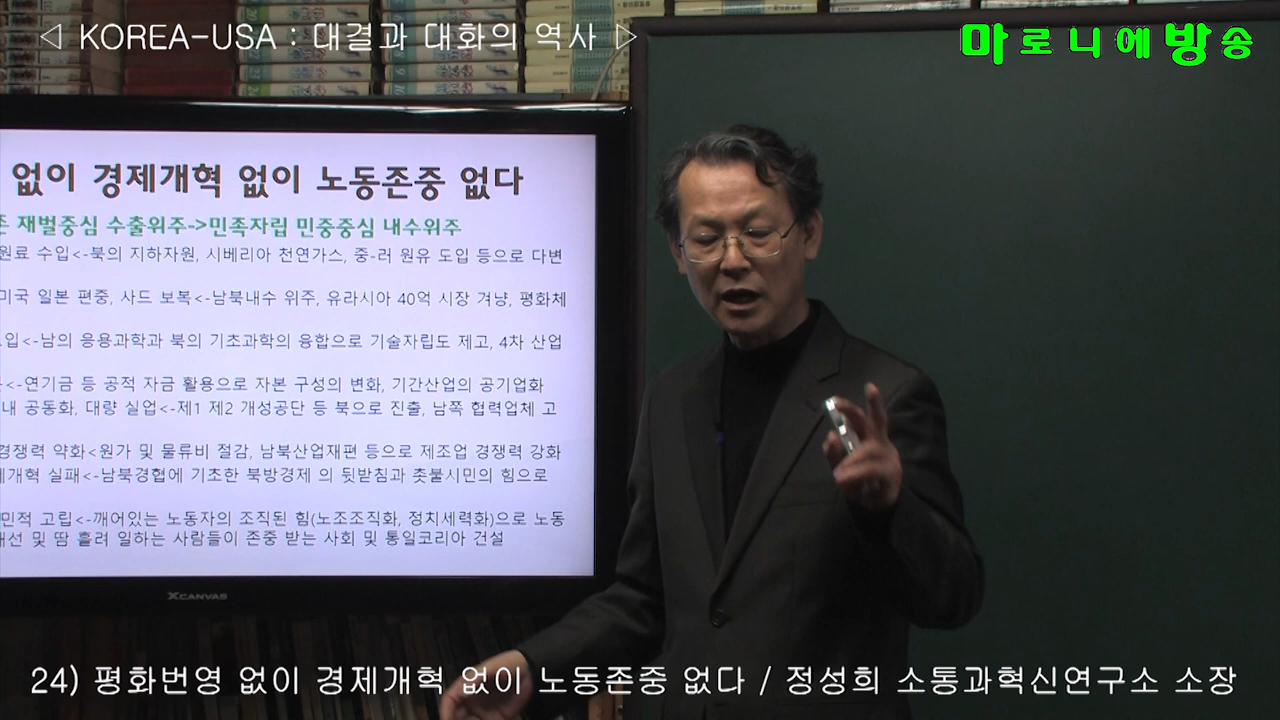 ◁ KOREA-USA : 대결과 대화의 역사 ▷
마로니에방송
없이 경제개혁 없이 노동존중 없다
존 재벌중심 수출위주->민족자립 민중중심 내수위주
원료 수입<-북의 지하자원, 시베리아 천연가스, 중-러 원유 도입 등으로 다변
미국 일본 편중, 사드 보복<-남북내수 위주, 유라시아 40억 시장 겨냥, 평화체
입<-남의 응용과학과 북의 기초과학의 융합으로 기술자립도 제고, 4차 산업
<-연기금 등 공적 자금 활용으로 자본 구성의 변화, 기간산업의 공기업화
내 공동화, 대량 실업<-제1 제2 개성공단 등 북으로 진출, 남쪽 협력업체 고
경쟁력 약화<원가 및 물류비 절감, 남북산업재편 등으로 제조업 경쟁력 강화
개혁 실패<-남북경협에 기초한 북방경제 의 뒷받침과 촛불시민의 힘으로
민적 고립<-깨어있는 노동자의 조직된 힘(노조조직화, 정치세력화)으로 노동
개선 및 땀 흘려 일하는 사람들이 존중 받는 사회 및 통일코리아 건설
XCANVAS
24) 평화번영 없이 경제개혁 없이 노동존중 없다 / 정성희 소통과혁신연구소 소장